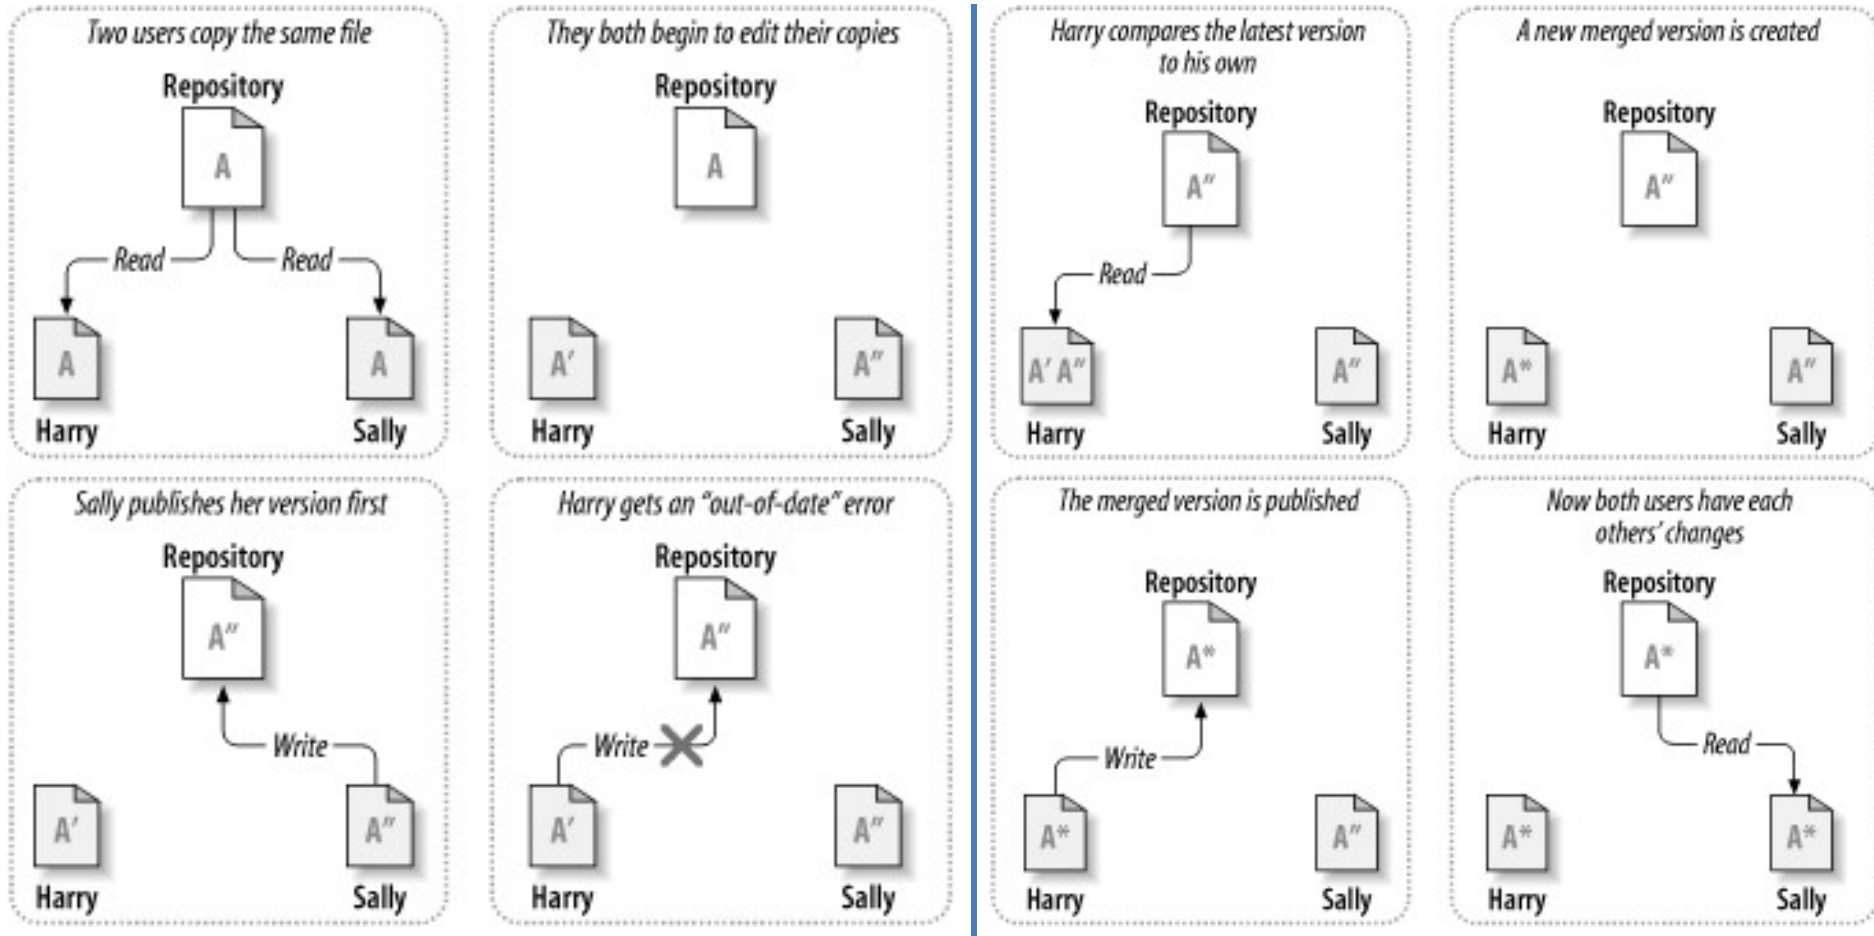 Two users copy the same file
Repository
A
Read
Read
A
A
Harry
Sally
They both begin to edit their copies
Repository
A
A′
A″
Harry
Sally
Sally publishes her version first
Repository
A″
Write
A′
A″
Harry
Sally
Harry gets an “out-of-date” error
Repository
A″
Write
A′
A″
Harry
Sally
Harry compares the latest version
to his own
Repository
A″
Read
A′ A″
A″
Harry
Sally
A new merged version is created
Repository
A″
A*
A″
Harry
Sally
The merged version is published
Repository
A*
Write
A*
A″
Harry
Sally
Now both users have each
others’ changes
Repository
A*
Read
A*
A*
Harry
Sally